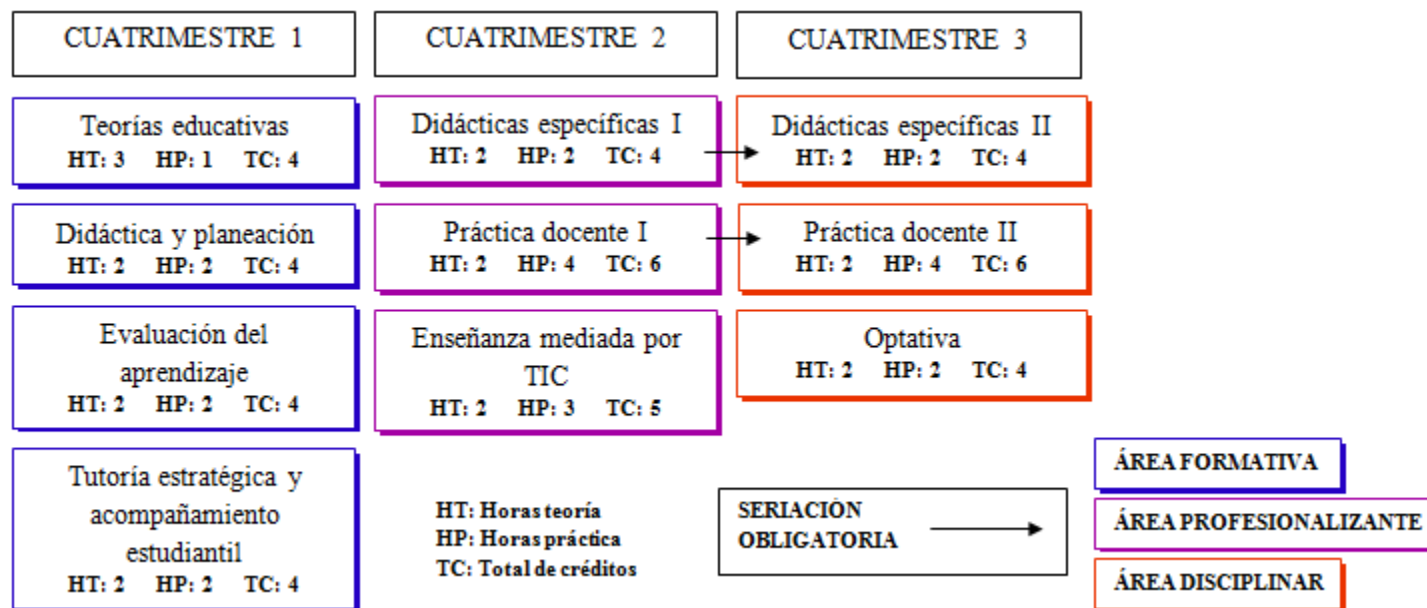 CUATRIMESTRE 1
CUATRIMESTRE 2
CUATRIMESTRE 3
Teorías educativas
HT: 3 HP: 1 TC: 4
Didáctica y planeación
HT: 2 HP: 2 TC: 4
Evaluación del
aprendizaje
HT: 2 HP: 2 TC: 4
Tutoría estratégica y
acompañamiento
estudiantil
HT: 2 HP: 2 TC: 4
Didácticas específicas I
HT: 2 HP: 2 TC: 4
Práctica docente I
HT: 2 HP: 4 TC: 6
Enseñanza mediada por
TIC
HT: 2 HP: 3 TC: 5
Didácticas específicas II
HT: 2 HP: 2 TC: 4
Práctica docente II
HT: 2 HP: 4 TC: 6
Optativa
HT: 2 HP: 2 TC: 4
HT: Horas teoría
HP: Horas práctica
TC: Total de créditos
SERIACIÓN
OBLIGATORIA
ÁREA FORMATIVA
ÁREA PROFESIONALIZANTE
ÁREA DISCIPLINAR